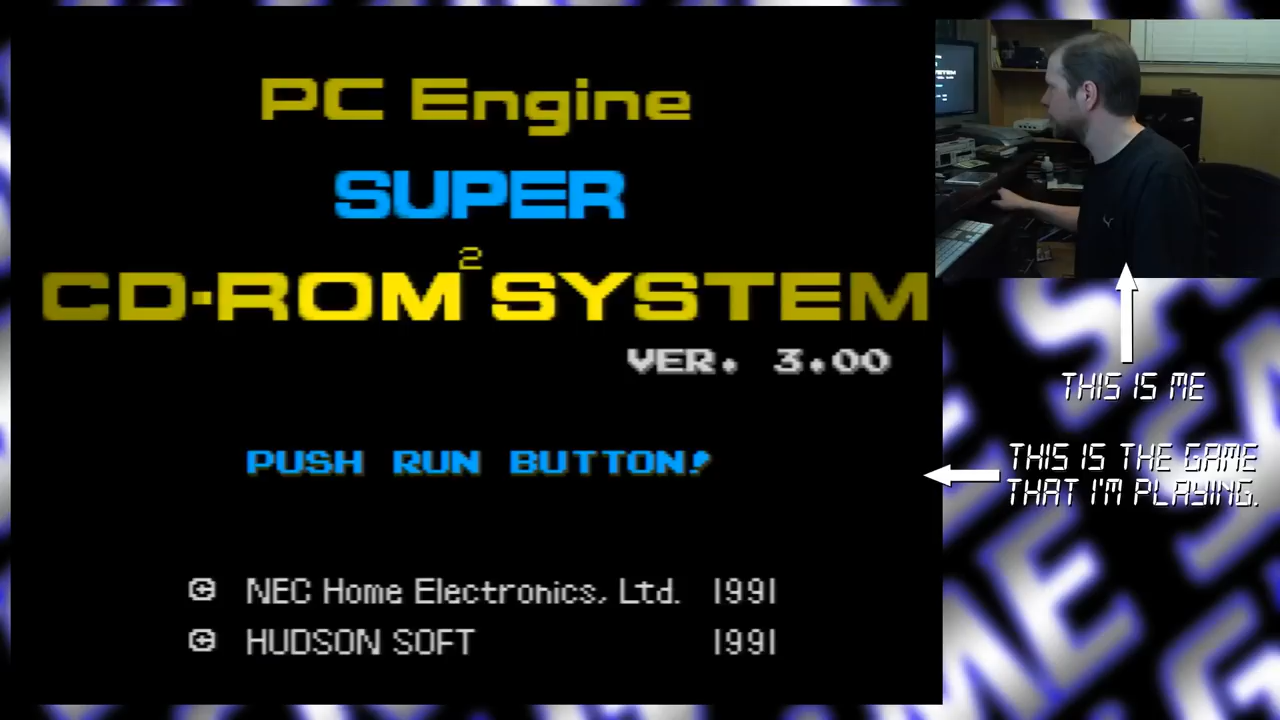 PC Engine
SUPER
CD-ROM² SYSTEM
VER. 3.00
PUSH RUN BUTTON!
© NEC Home Electronics, Ltd. 1991
© HUDSON SOFT 1991
THIS IS ME
THIS IS THE GAME
THAT I'M PLAYING.